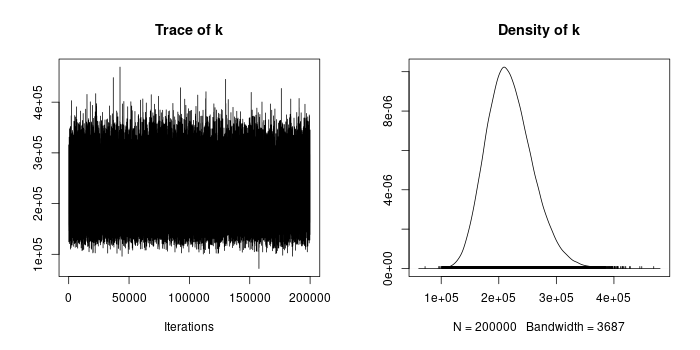 Trace of k
4e+05
3e+05
2e+05
1e+05
0
50000
100000
150000
200000
Iterations
Density of k
8e-06
4e-06
0e+00
1e+05
2e+05
3e+05
4e+05
N = 200000 Bandwidth = 3687